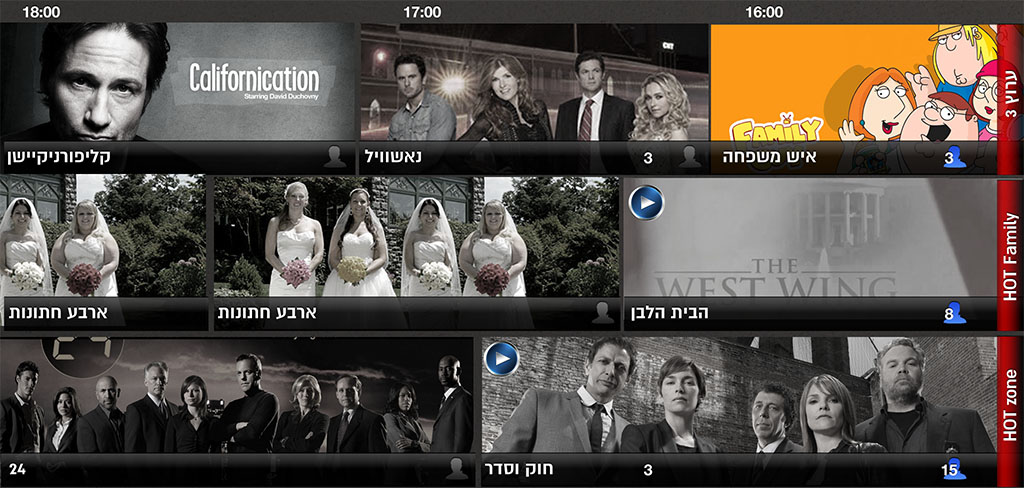 16:00
17:00
18:00
ערוץ 3
FAMILY
איש משפחה
3
נאשוויל
3
Californication
Starring David Duchovny
קליפורניקיישן
HOT Family
THE
WEST WING
הבית הלבן
8
ארבע חתונות
ארבע חתונות
HOT zone
חוק וסדר
3
15
24
24